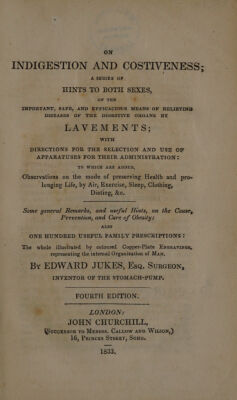 ON
INDIGESTION AND COSTIVENESS;
A SERIES OF
HINTS TO BOTH SEXES,
ON THE
IMPORTANT, SAFE, AND EFFICACIOUS MEANS OF RELIEVING
DISEASES OF THE DIGESTIVE ORGANS BY
LAVEMENTS;
WITH
DIRECTIONS FOR THE SELECTION AND USE OF
APPARATUSES FOR THEIR ADMINISTRATION:
TO WHICH ARE ADDED,
Observations on the mode of preserving Health and pro-
longing Life, by Air, Exercise, Sleep, Clothing,
Dieting, &c.
Some general Remarks, and useful Hints, on the Cause,
Prevention, and Cure of Obesity;
ALSO
ONE HUNDRED USEFUL FAMILY PRESCRIPTIONS:
The whole illustrated by coloured Copper-Plate ENGRAVINGS,
representing the internal Organization of MAN.
BY EDWARD JUKES, ESQ. SURGEON,
INVENTOR OF THE STOMACH-PUMP.
FOURTH EDITION.
LONDON:
JOHN CHURCHILL,
(SUCCESSOR TO MESSRS. CALLOW AND WILSON,)
16, PRINCES STREET, SOHO.
1833.